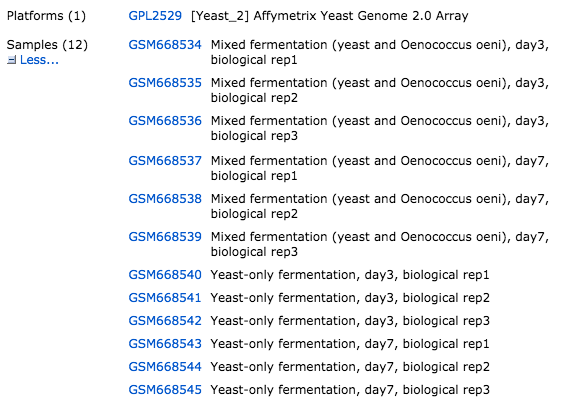 Platforms (1) GPL2529 [Yeast_2] Affymetrix Yeast Genome 2.0 Array
Samples (12) GSM668534 Mixed fermentation (yeast and Oenococcus oeni), day3,
Less... biological rep1
GSM668535 Mixed fermentation (yeast and Oenococcus oeni), day3,
biological rep2
GSM668536 Mixed fermentation (yeast and Oenococcus oeni), day3,
biological rep3
GSM668537 Mixed fermentation (yeast and Oenococcus oeni), day7,
biological rep1
GSM668538 Mixed fermentation (yeast and Oenococcus oeni), day7,
biological rep2
GSM668539 Mixed fermentation (yeast and Oenococcus oeni), day7,
biological rep3
GSM668540 Yeast-only fermentation, day3, biological rep1
GSM668541 Yeast-only fermentation, day3, biological rep2
GSM668542 Yeast-only fermentation, day3, biological rep3
GSM668543 Yeast-only fermentation, day7, biological rep1
GSM668544 Yeast-only fermentation, day7, biological rep2
GSM668545 Yeast-only fermentation, day7, biological rep3